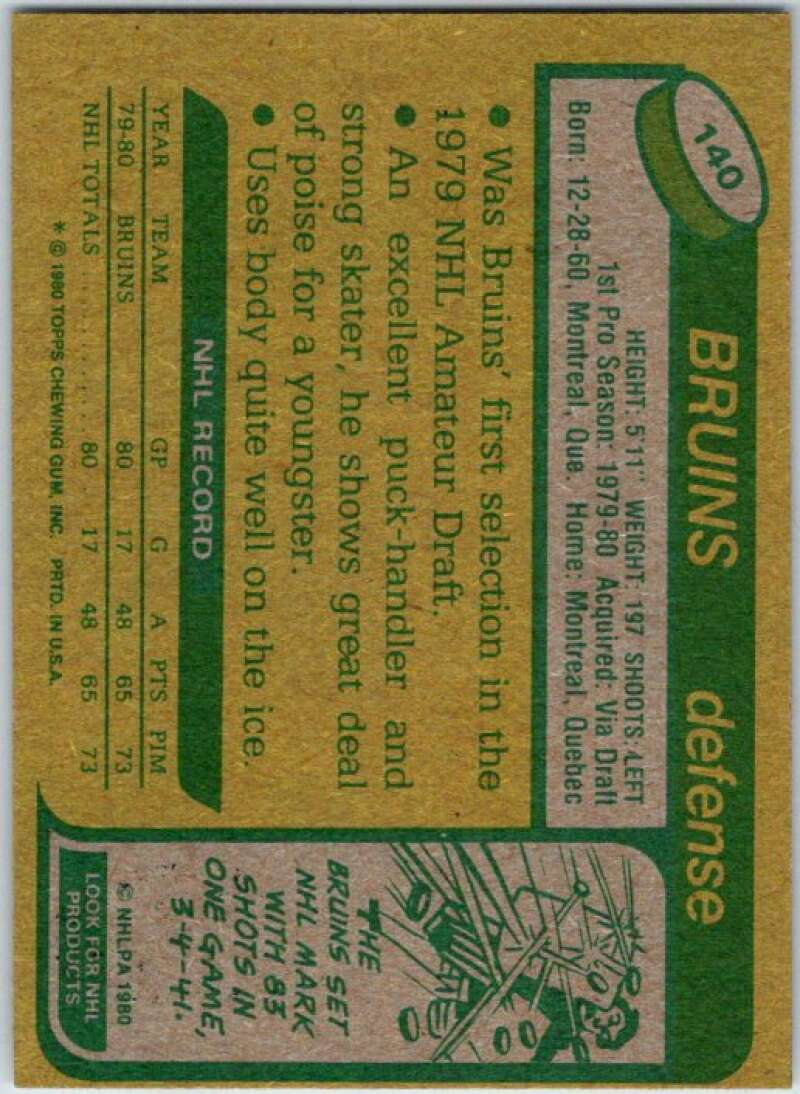 140
BRUINS defense
HEIGHT: 5'11" WEIGHT: 197 SHOOTS: LEFT
1st Pro Season: 1979-80 Acquired: Via Draft
Born: 12-28-60, Montreal, Que. Home: Montreal, Quebec
● Was Bruins' first selection in the
1979 NHL Amateur Draft.
● An excellent puck-handler and
strong skater, he shows great deal
of poise for a youngster.
● Uses body quite well on the ice.
NHL RECORD
YEAR TEAM GP G A PTS PIM
79-80 BRUINS 80 17 48 65 73
NHL TOTALS ............ 80 . 17 48 65 73
* © 1980 TOPPS CHEWING GUM, INC. PRTD. IN U.S.A.
THE
BRUINS SET
NHL MARK
WITH 83
SHOTS IN
ONE GAME,
3-4-41.
© NHLPA 1980
LOOK FOR NHL
PRODUCTS